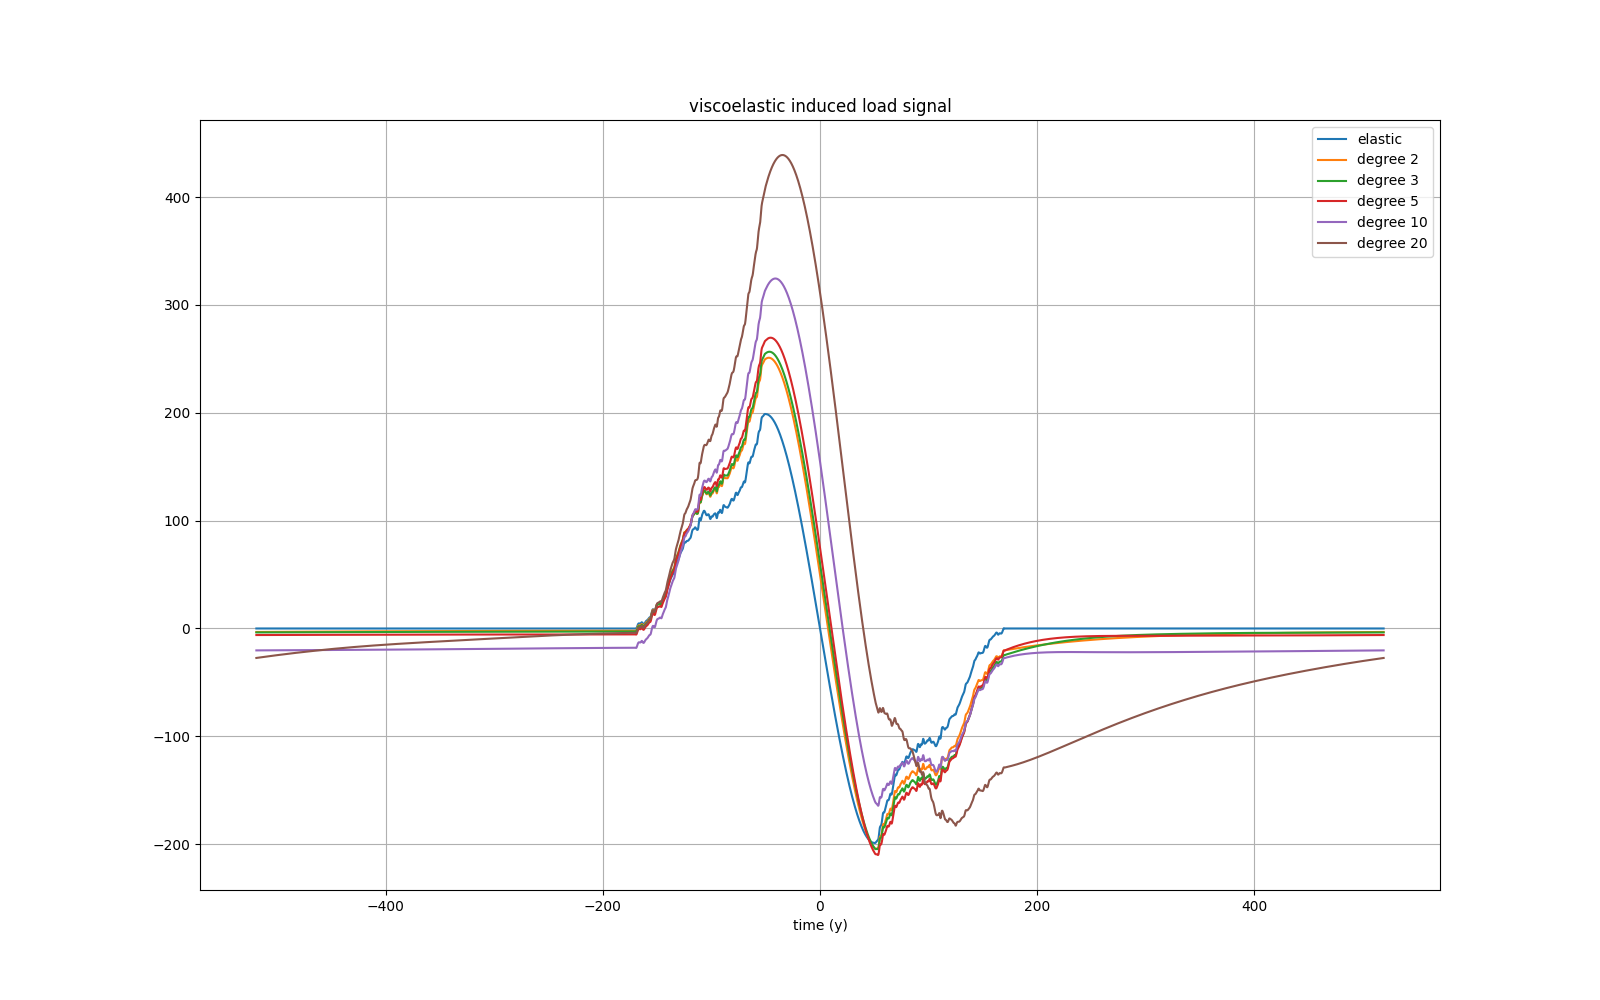 viscoelastic induced load signal
elastic
degree 2
degree 3
degree 5
degree 10
degree 20
400
300
200
100
0
−100
−200
−400 −200 0 200 400
time (y)